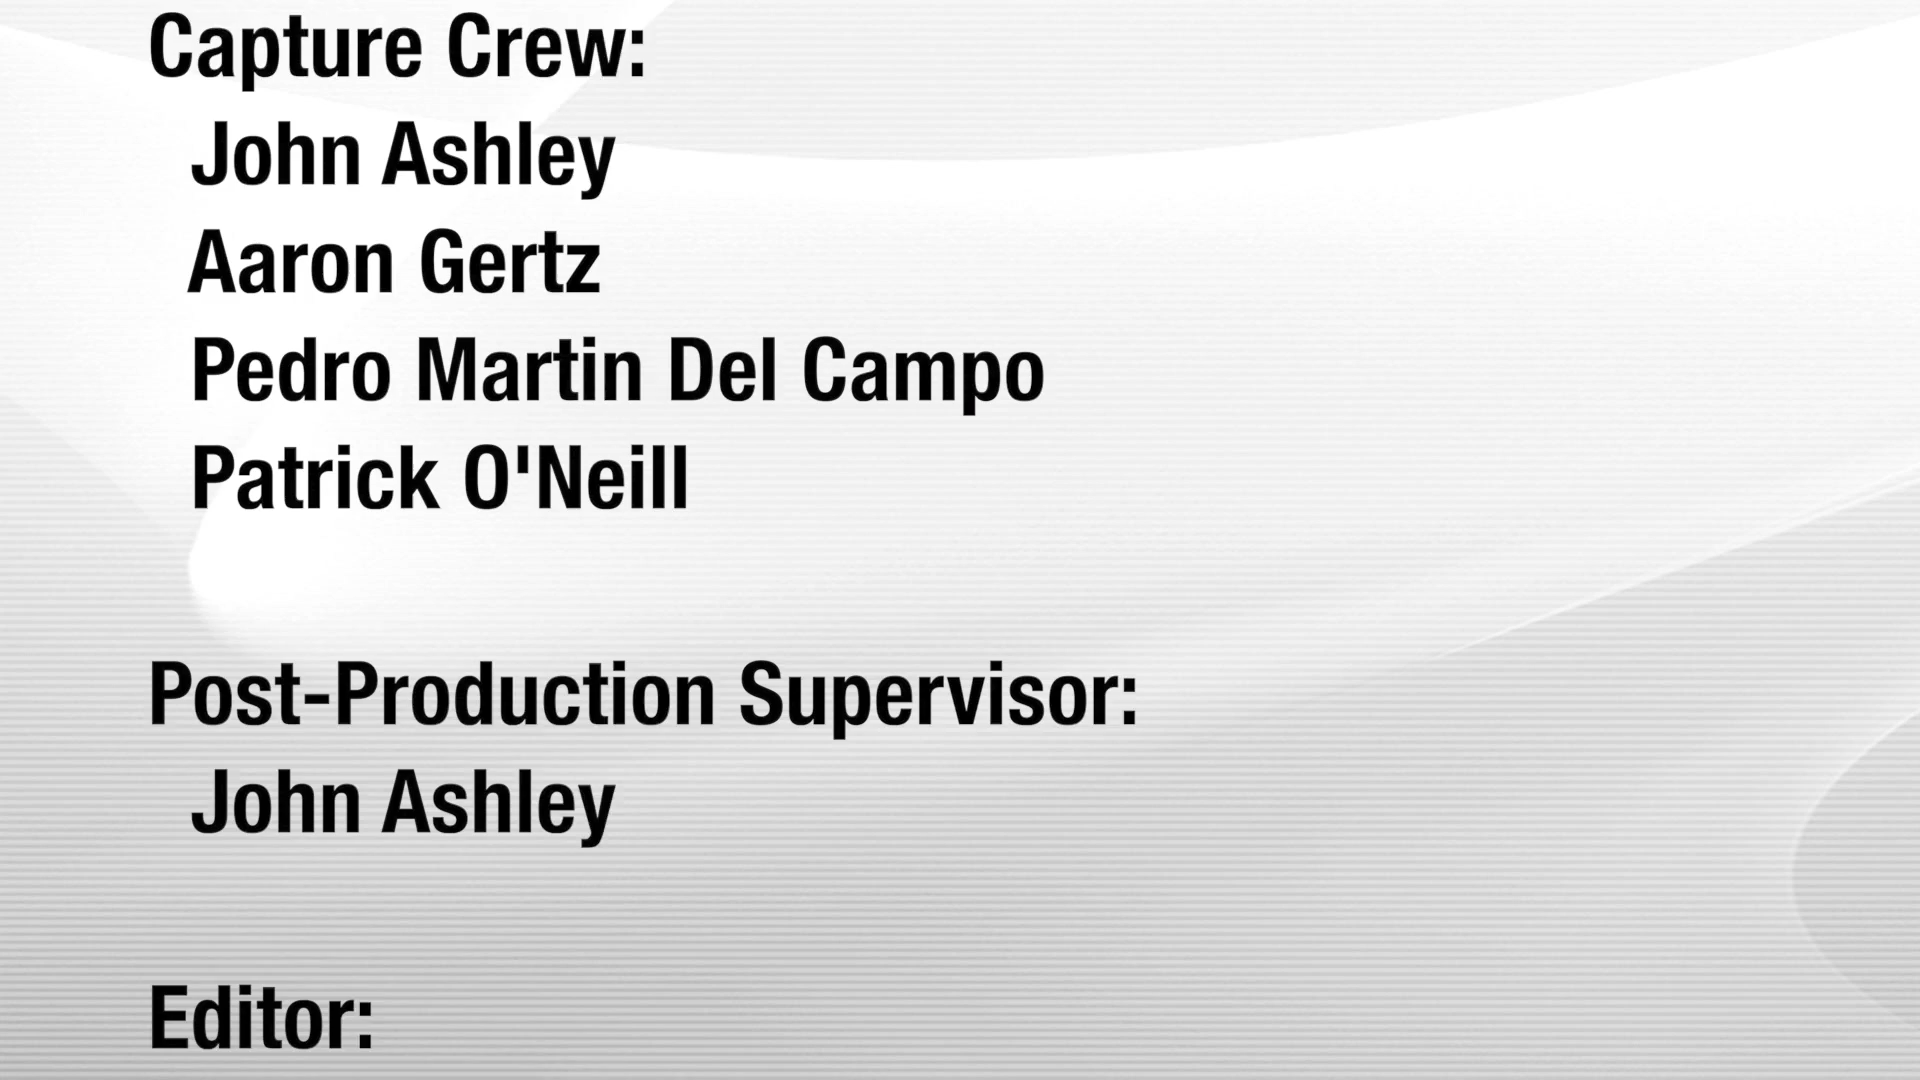 Capture Crew:
John Ashley
Aaron Gertz
Pedro Martin Del Campo
Patrick O'Neill
Post-Production Supervisor:
John Ashley
Editor: